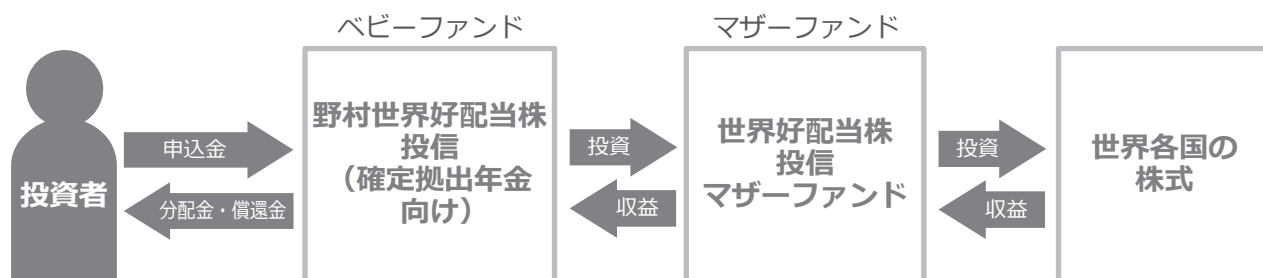 ベビーファンド
マザーファンド
投資者
申込金
分配金・償還金
野村世界好配当株
投信
（確定拠出年金
向け）
投資
収益
世界好配当株
投信
マザーファンド
投資
収益
世界各国の
株式